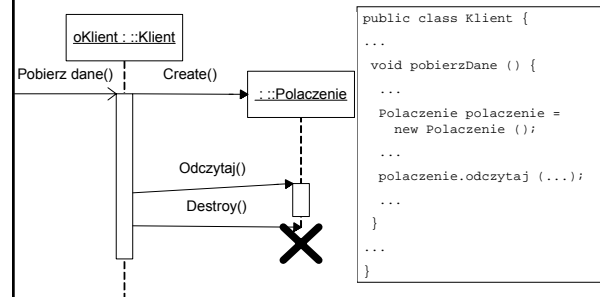 oKlient : ::Klient
Pobierz dane()
Create()
: ::Polaczenie
Odczytaj()
Destroy()
public class Klient {
...
void pobierzDane () {
...
Polaczenie polaczenie =
new Polaczenie ();
...
polaczenie.odczytaj (...);
...
}
...
}